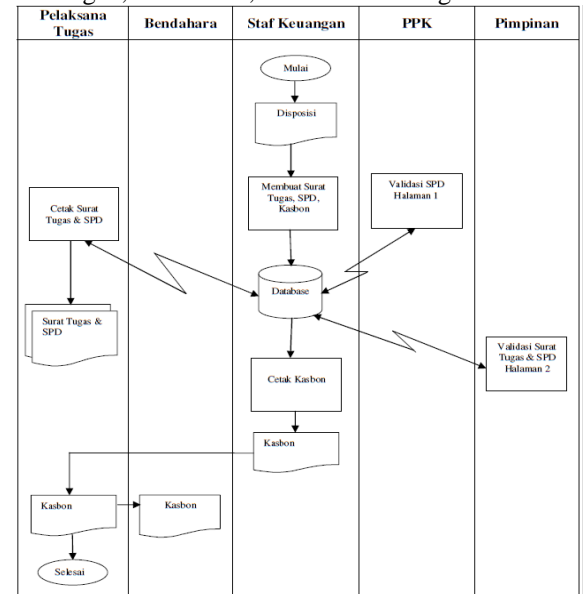 Pelaksana
Tugas
Bendahara
Staf Keuangan
PPK
Pimpinan
Mulai
Disposisi
Membuat Surat
Tugas, SPD,
Kasbon
Validasi SPD
Halaman 1
Cetak Surat
Tugas & SPD
Database
Surat Tugas &
SPD
Validasi Surat
Tugas & SPD
Halaman 2
Cetak Kasbon
Kasbon
Kasbon
Kasbon
Selesai